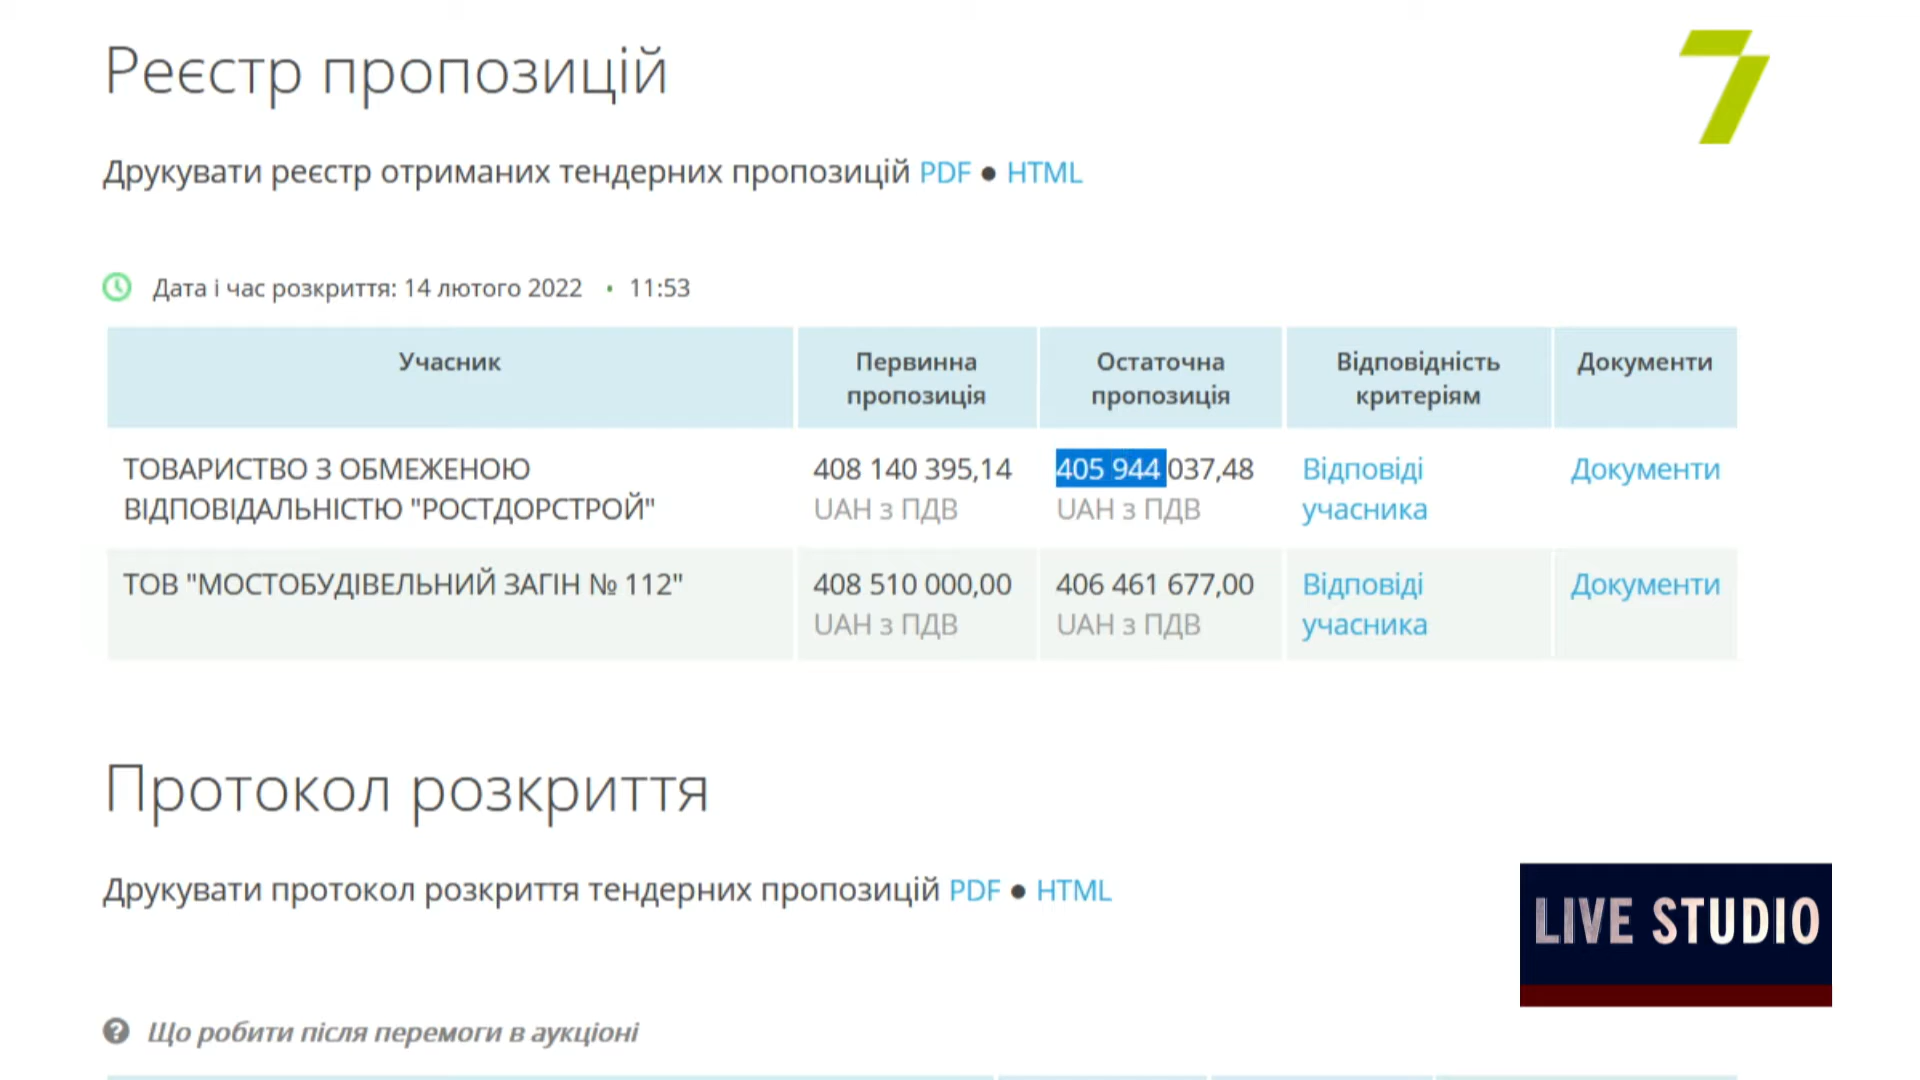 Реєстр пропозицій
7
Друкувати реєстр отриманих тендерних пропозицій PDF ● HTML
Дата і час розкриття: 14 лютого 2022 • 11:53
Учасник
Первинна пропозиція
Остаточна пропозиція
Відповідність критеріям
Документи
ТОВАРИСТВО З ОБМЕЖЕНОЮ
ВІДПОВІДАЛЬНІСТЮ "РОСТДОРСТРОЙ"
408 140 395,14
UAH з ПДВ
405 944 037,48
UAH з ПДВ
Відповіді
учасника
Документи
ТОВ "МОСТОБУДІВЕЛЬНИЙ ЗАГІН № 112"
408 510 000,00
UAH з ПДВ
406 461 677,00
UAH з ПДВ
Відповіді
учасника
Документи
Протокол розкриття
Друкувати протокол розкриття тендерних пропозицій PDF ● HTML
LIVE STUDIO
Що робити після перемоги в аукціоні